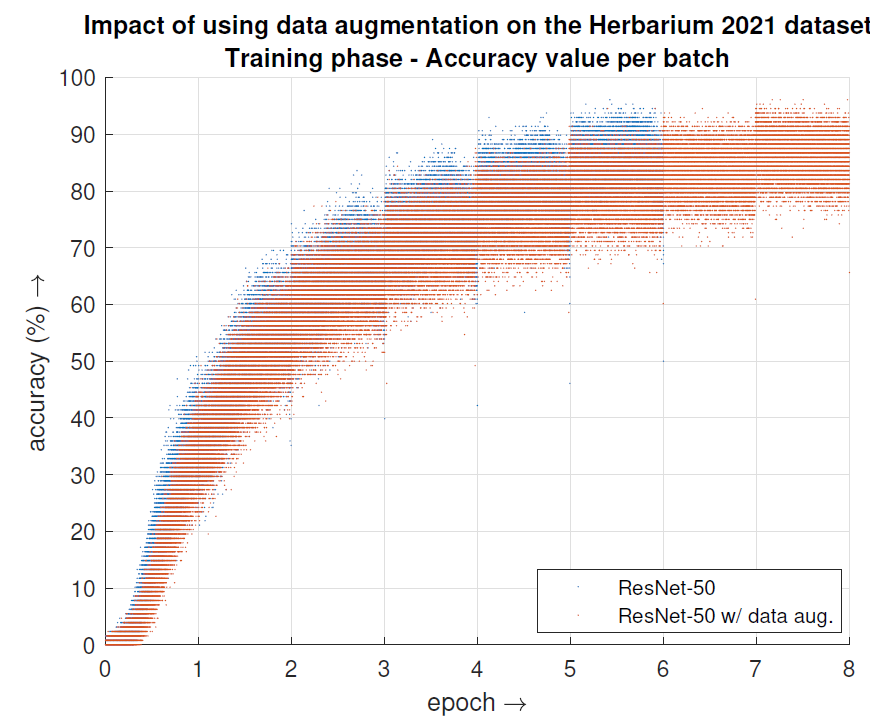 Impact of using data augmentation on the Herbarium 2021 dataset
Training phase - Accuracy value per batch
100
90
80
70
60
50
40
30
20
10
0
accuracy (%) →
ResNet-50
ResNet-50 w/ data aug.
0 1 2 3 4 5 6 7 8
epoch →